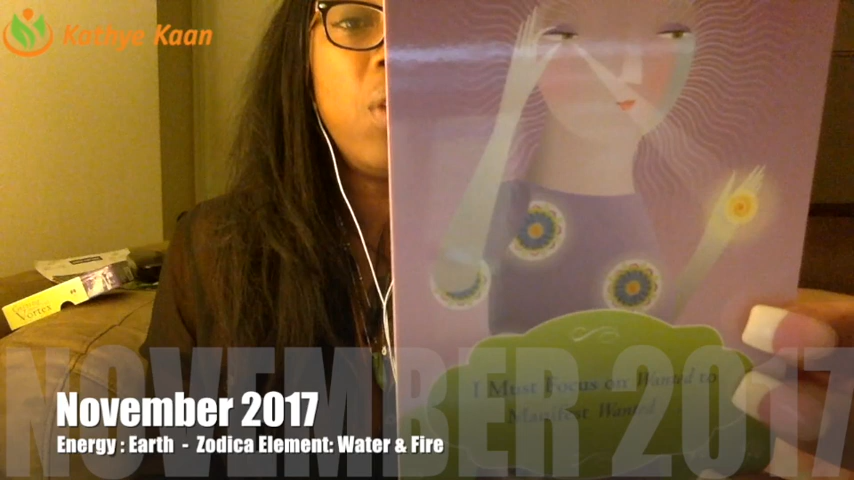 Kathye Kaan
I Must Focus on Wanted to
Manifest Wanted
Vortex
NOVEMBER 2017
November 2017
Energy : Earth - Zodica Element: Water & Fire